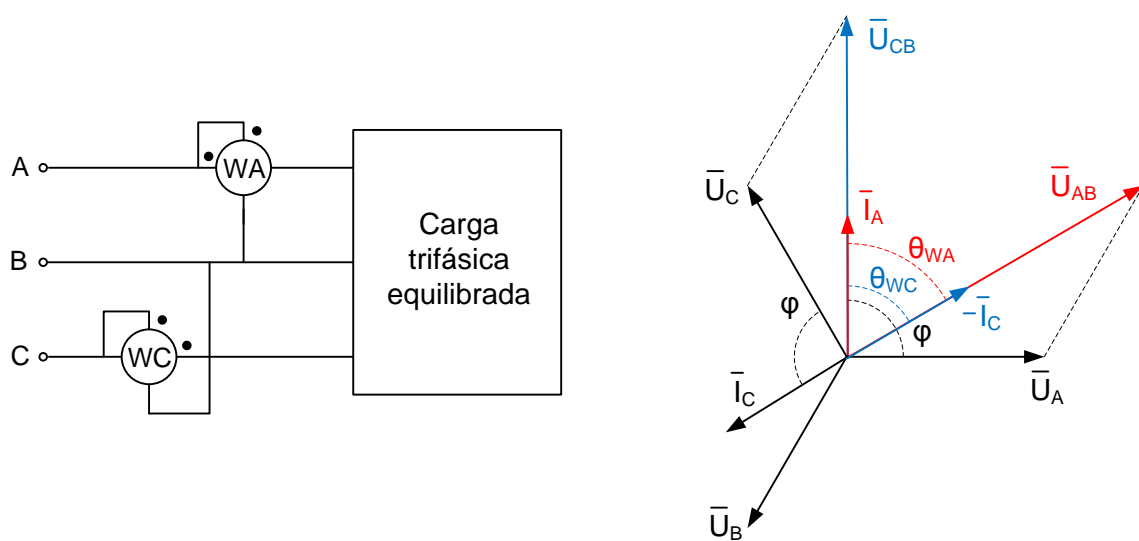 A
WA
B
Carga
trifásica
equilibrada
C
WC
U̅CB
U̅C
I̅A
U̅AB
θWA
θWC
φ
−I̅C
φ
I̅C
U̅A
U̅B